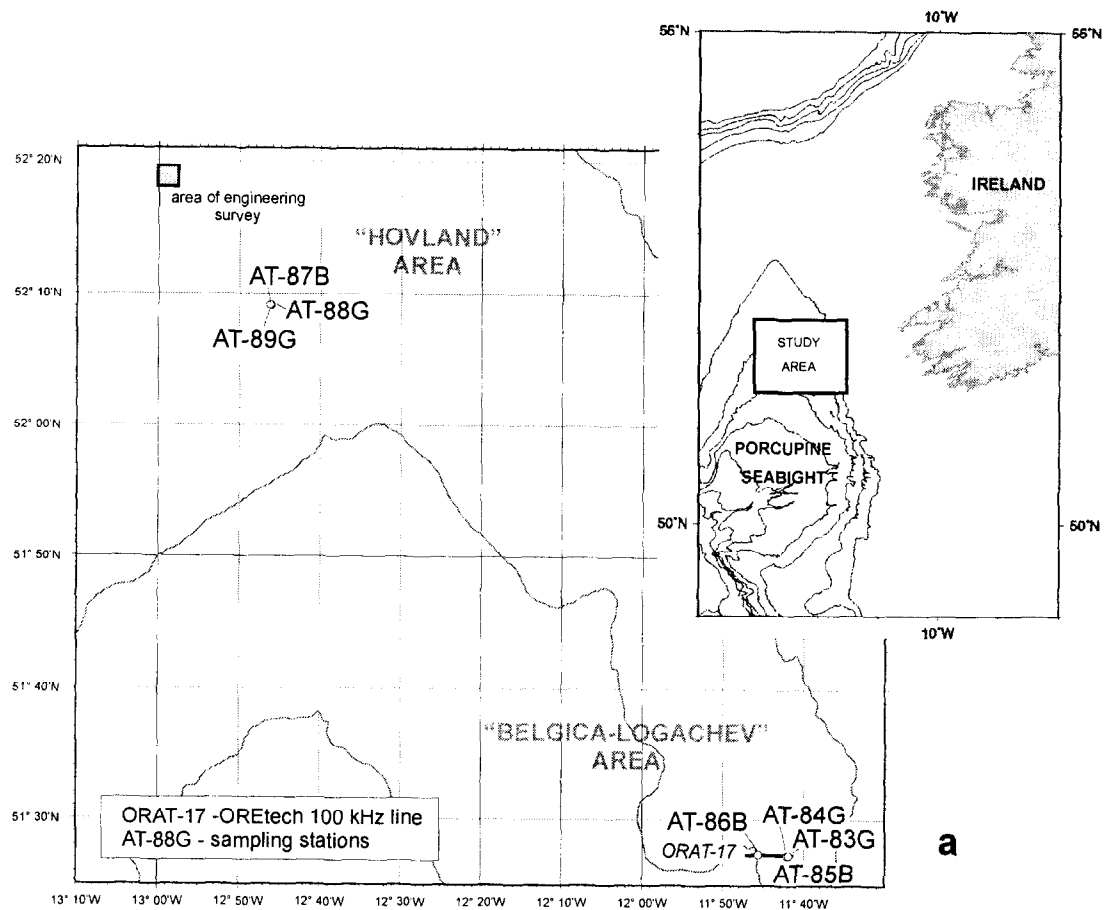 10°W
56°N
56°N
IRELAND
STUDY
AREA
PORCUPINE
SEABIGHT
50°N
50°N
10°W
52° 20'N
area of engineering
survey
"HOVLAND"
AREA
AT-87B
52° 10'N
AT-88G
AT-89G
52° 00'N
51° 50'N
51° 40'N
"BELGICA-LOGACHEV"
AREA
ORAT-17 -OREtech 100 kHz line
AT-88G - sampling stations
51° 30'N
AT-86B
AT-84G
ORAT-17
AT-83G
AT-85B
a
13° 10'W
13° 00'W
12° 50'W
12° 40'W
12° 30'W
12° 20'W
12° 10'W
12° 00'W
11° 50'W
11° 40'W